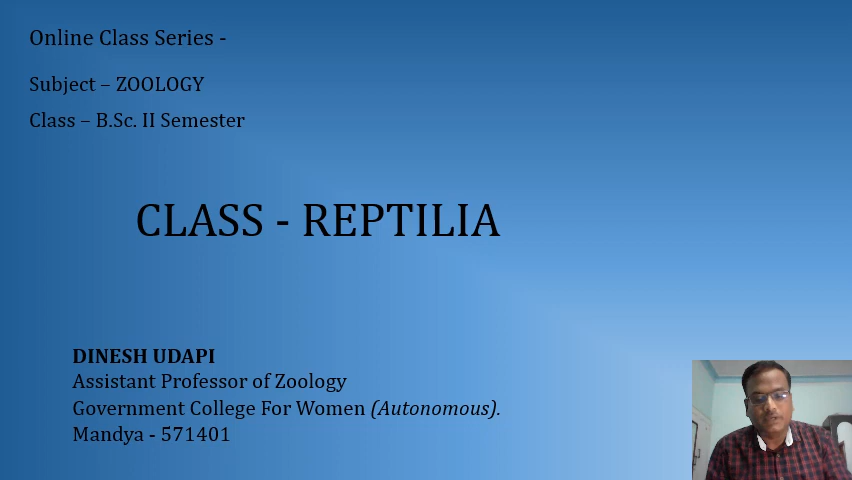 Online Class Series -
Subject – ZOOLOGY
Class – B.Sc. II Semester
CLASS - REPTILIA
DINESH UDAPI
Assistant Professor of Zoology
Government College For Women (Autonomous).
Mandya - 571401